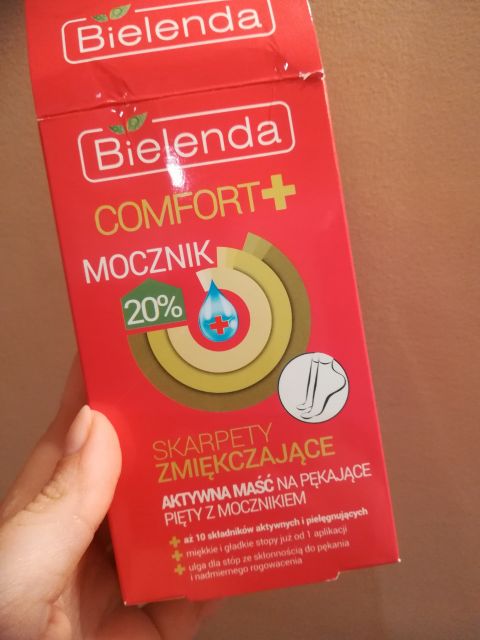 Bielenda
Bielenda
COMFORT+
MOCZNIK
20%
SKARPETY
ZMIĘKCZAJĄCE
AKTYWNA MAŚĆ NA PĘKAJĄCE
PIĘTY Z MOCZNIKIEM
+ aż 10 składników aktywnych i pielęgnujących
+ miękkie i gładkie stopy już od 1 aplikacji
+ ulga dla stóp ze skłonnością do pękania
i nadmiernego rogowacenia